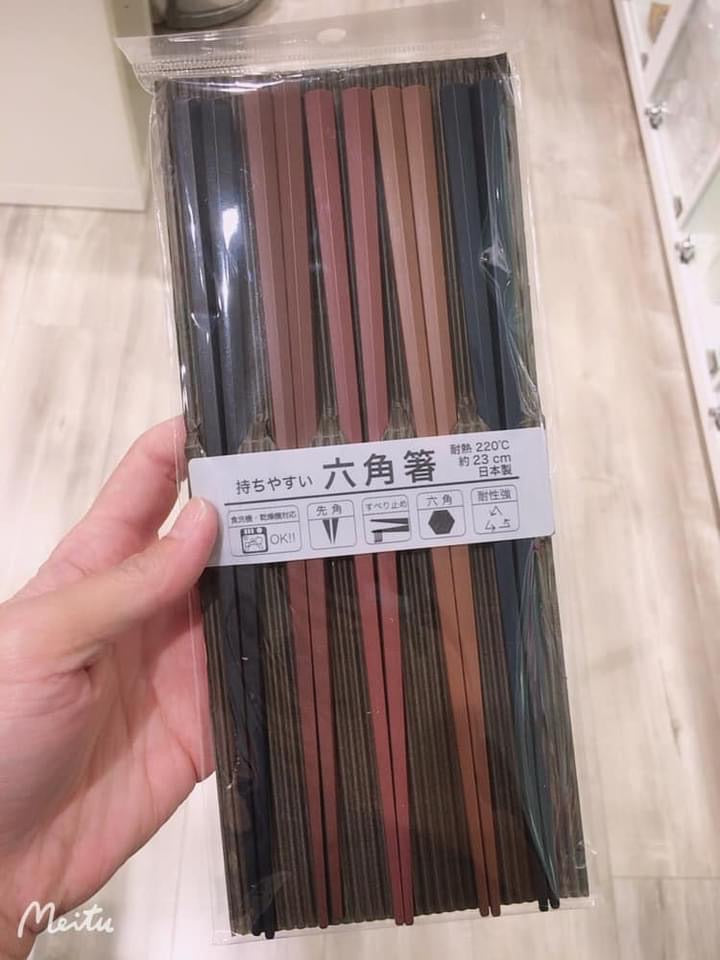 持ちやすい 六角箸
耐熱 220℃
約 23 cm
日本製
食洗機・乾燥機対応
OK!!
先角
すべり止め
六角
耐性強
Meitu